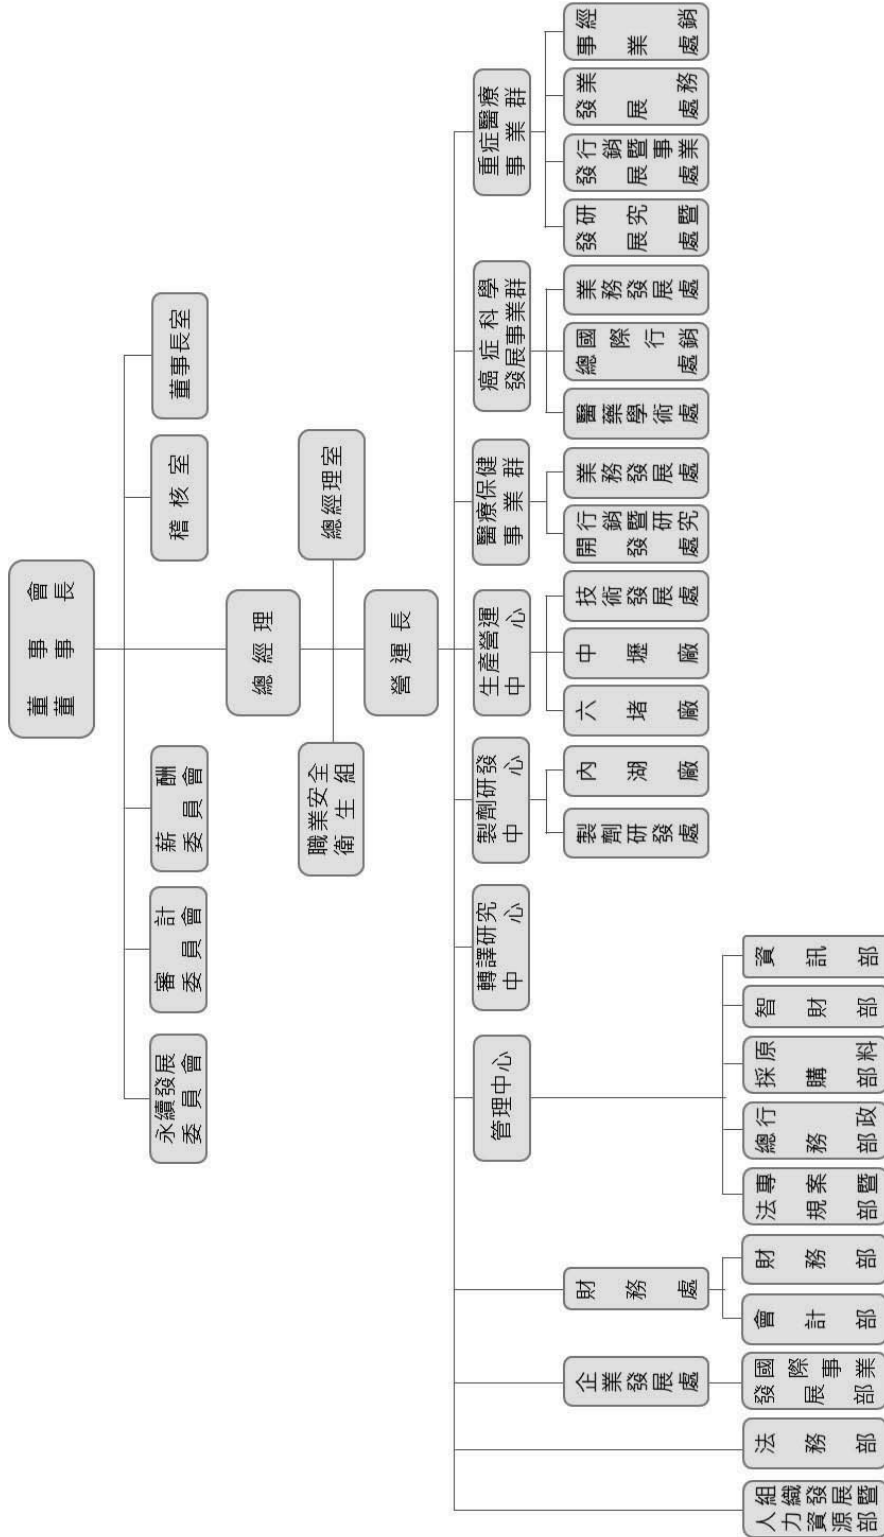 董事會
董事長
永續發展
委員會
審計
委員會
薪酬
委員會
稽核室
董事長室
總經理
職業安全
衛生組
總經理室
營運長
管理中心
轉譯研究
中心
製劑研發
中心
生產營運
中心
醫療保健
事業群
癌症科學
發展事業群
重症醫療
事業群
企業發展處
財務處
製劑研發處
內湖廠
六堵廠
中壢廠
技術發展處
行銷暨研究
開發處
業務發展處
醫藥學術處
國際行銷
總處
業務發展處
研究暨
發展處
行銷暨事業
發展處
業務
發展處
經銷
事業處
組織發展暨
人力資源部
法務部
國際事業
發展部
會計部
財務部
專案暨
法規部
行政
總務部
原料
採購部
智財部
資訊部